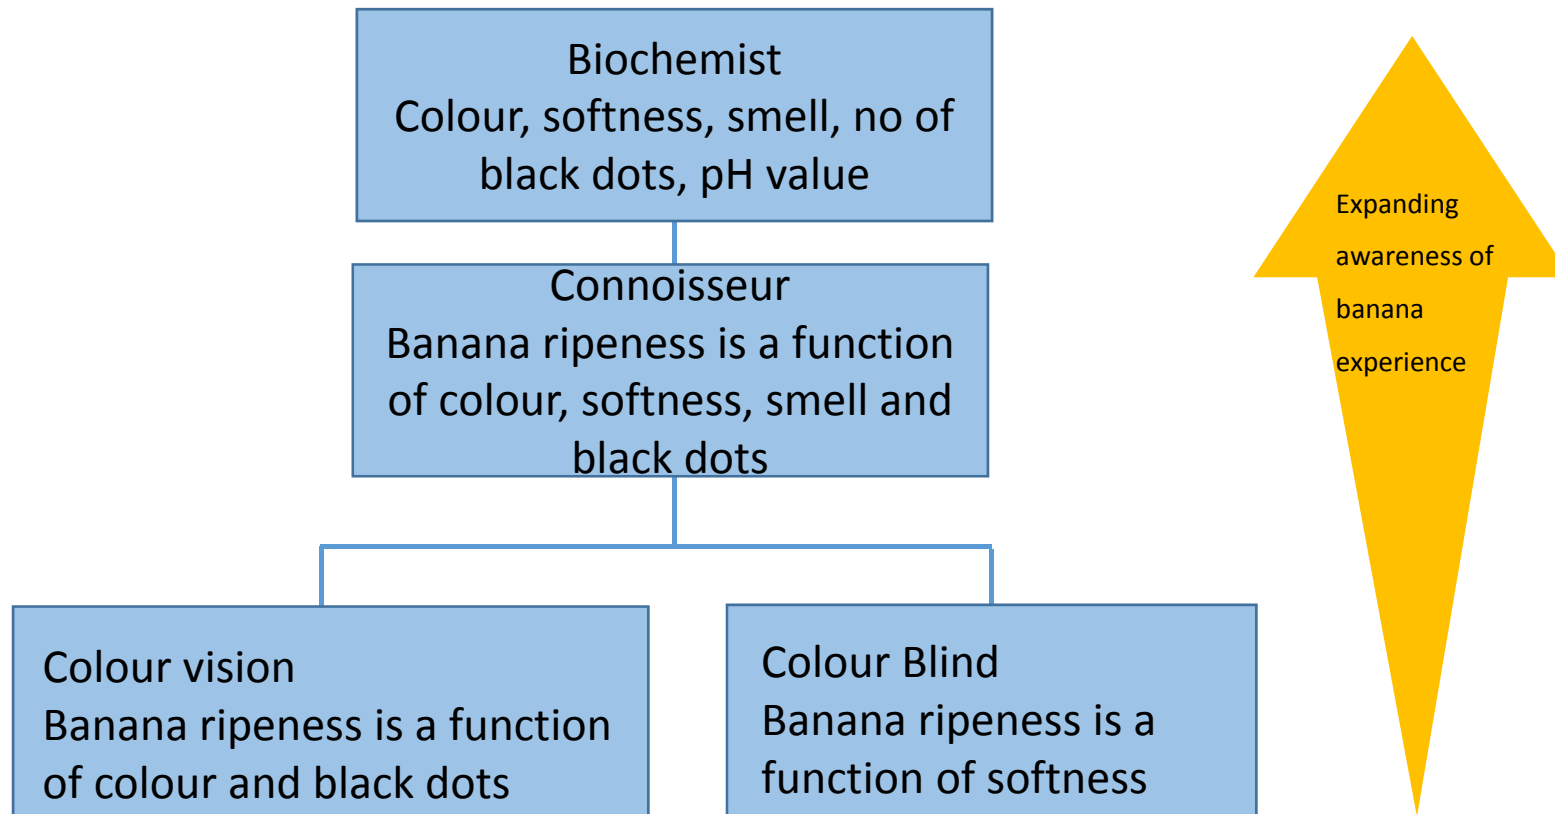 Biochemist
Colour, softness, smell, no of
black dots, pH value
Connoisseur
Banana ripeness is a function
of colour, softness, smell and
black dots
Colour vision
Banana ripeness is a function
of colour and black dots
Colour Blind
Banana ripeness is a
function of softness
Expanding
awareness of
banana
experience